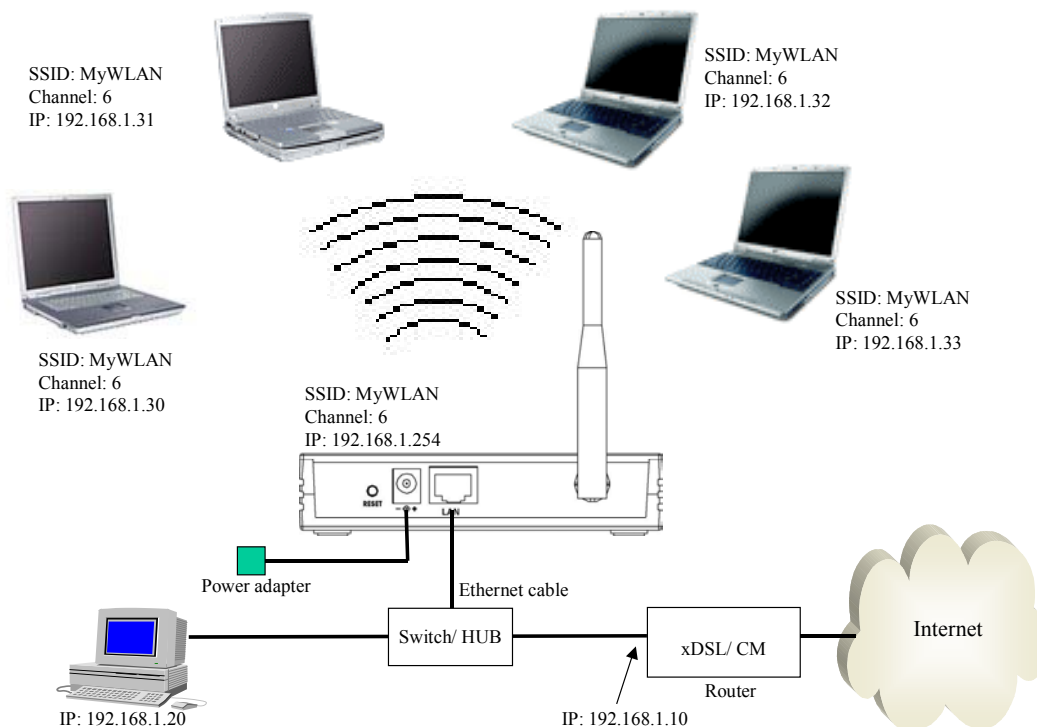 SSID: MyWLAN
Channel: 6
IP: 192.168.1.31
SSID: MyWLAN
Channel: 6
IP: 192.168.1.32
SSID: MyWLAN
Channel: 6
IP: 192.168.1.33
SSID: MyWLAN
Channel: 6
IP: 192.168.1.30
SSID: MyWLAN
Channel: 6
IP: 192.168.1.254
RESET
- +
LAN
Power adapter
Ethernet cable
Switch/ HUB
xDSL/ CM
Router
Internet
IP: 192.168.1.20
IP: 192.168.1.10